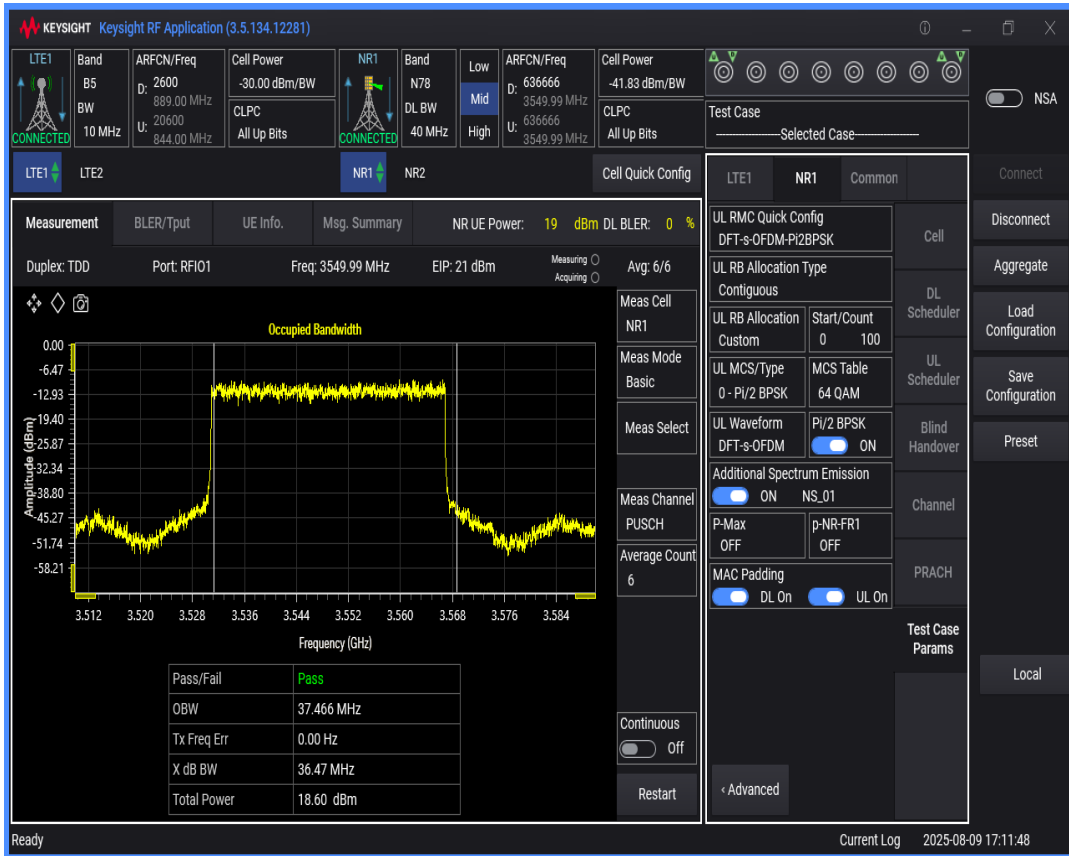 KEYSIGHT Keysight RF Application (3.5.134.12281)
LTE1 Band B5 BW 10 MHz CONNECTED
ARFCN/Freq D: 2600 889.00 MHz U: 20600 844.00 MHz
Cell Power -30.00 dBm/BW CLPC All Up Bits
NR1 Band N78 DL BW 40 MHz CONNECTED
Low Mid High
ARFCN/Freq D: 636666 3549.99 MHz U: 636666 3549.99 MHz
Cell Power -41.83 dBm/BW CLPC All Up Bits
Test Case
----------------------Selected Case----------------------
NSA
LTE1 LTE2 NR1 NR2 Cell Quick Config
Measurement BLER/Tput UE Info. Msg. Summary NR UE Power: 19 dBm DL BLER: 0 %
Duplex: TDD Port: RFIO1 Freq: 3549.99 MHz EIP: 21 dBm Measuring Acquiring Avg: 6/6
Occupied Bandwidth
Amplitude (dBm)
0.00
-6.47
-12.93
-19.40
-25.87
-32.34
-38.80
-45.27
-51.74
-58.21
3.512 3.520 3.528 3.536 3.544 3.552 3.560 3.568 3.576 3.584
Frequency (GHz)
Pass/Fail Pass
OBW 37.466 MHz
Tx Freq Err 0.00 Hz
X dB BW 36.47 MHz
Total Power 18.60 dBm
Meas Cell
NR1
Meas Mode
Basic
Meas Select
Meas Channel
PUSCH
Average Count
6
Continuous
Off
Restart
LTE1 NR1 Common
UL RMC Quick Config
DFT-s-OFDM-Pi2BPSK
UL RB Allocation Type
Contiguous
UL RB Allocation Start/Count
Custom 0 100
UL MCS/Type MCS Table
0 - Pi/2 BPSK 64 QAM
UL Waveform Pi/2 BPSK
DFT-s-OFDM ON
Additional Spectrum Emission
ON NS_01
P-Max p-NR-FR1
OFF OFF
MAC Padding
DL On UL On
‹ Advanced
Cell
DL Scheduler
UL Scheduler
Blind Handover
Channel
PRACH
Test Case Params
Connect
Disconnect
Aggregate
Load Configuration
Save Configuration
Preset
Local
Ready Current Log 2025-08-09 17:11:48